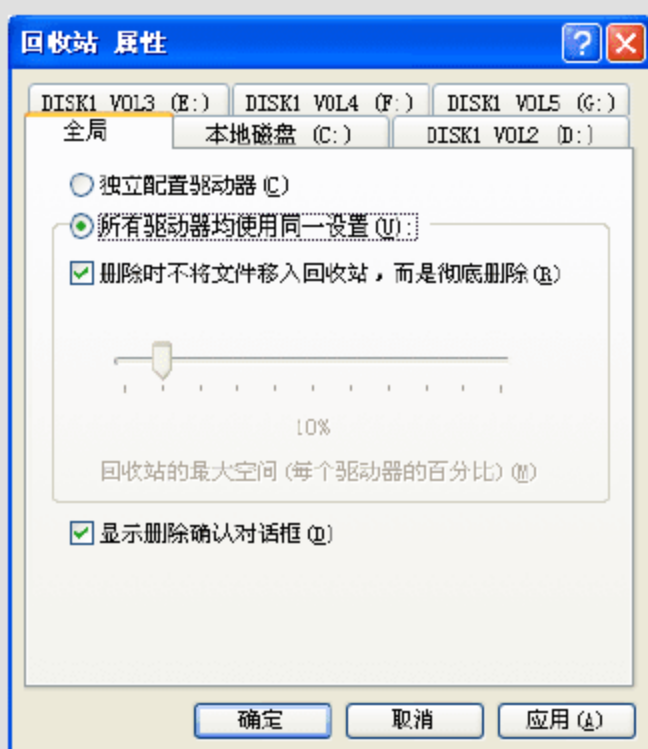 回收站 属性
DISK1 VOL3 (E:) DISK1 VOL4 (F:) DISK1 VOL5 (G:)
全局 本地磁盘 (C:) DISK1 VOL2 (D:)
独立配置驱动器(C)
所有驱动器均使用同一设置(U):
删除时不将文件移入回收站，而是彻底删除(R)
10%
回收站的最大空间(每个驱动器的百分比)(M)
显示删除确认对话框(D)
确定 取消 应用(A)